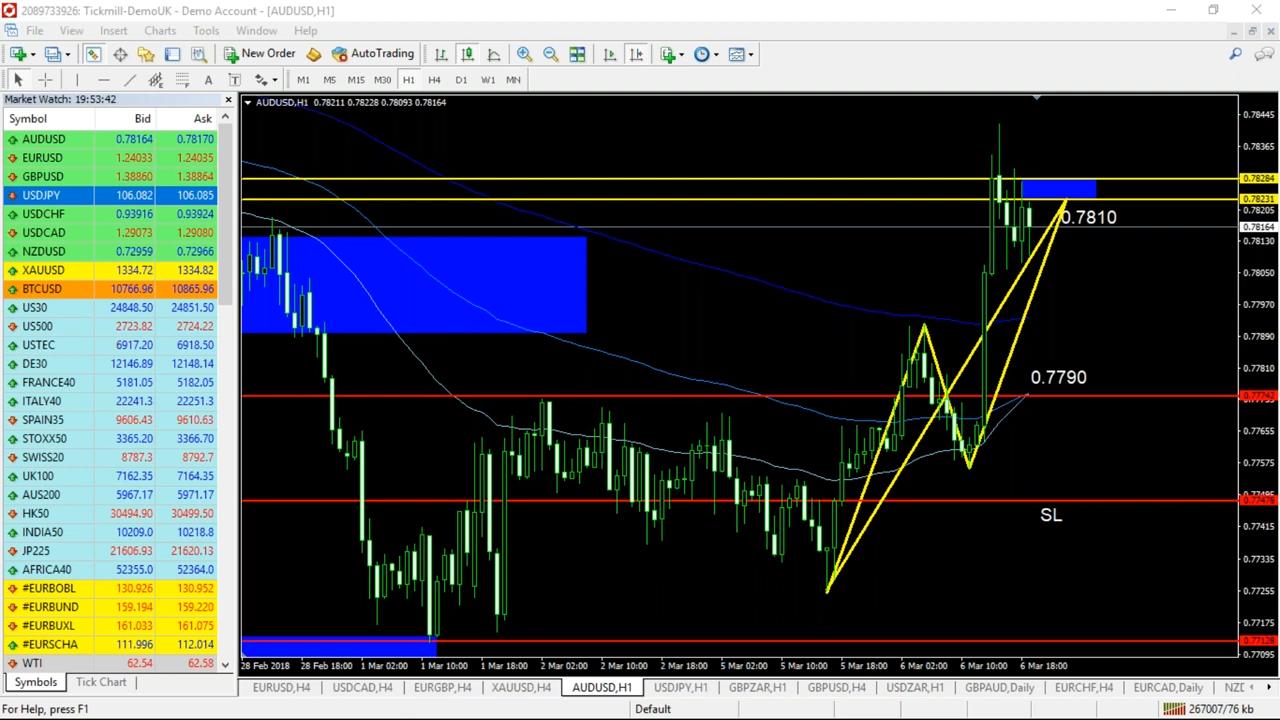 2089733926: Tickmill-DemoUK - Demo Account - [AUDUSD,H1]
File View Insert Charts Tools Window Help
New Order AutoTrading
A T M1 M5 M15 M30 H1 H4 D1 W1 MN
Market Watch: 19:53:42
Symbol Bid Ask
AUDUSD 0.78164 0.78170
EURUSD 1.24033 1.24035
GBPUSD 1.38860 1.38864
USDJPY 106.082 106.085
USDCHF 0.93916 0.93924
USDCAD 1.29073 1.29080
NZDUSD 0.72959 0.72966
XAUUSD 1334.72 1334.82
BTCUSD 10766.96 10865.96
US30 24848.50 24851.50
US500 2723.82 2724.22
USTEC 6917.20 6918.50
DE30 12146.89 12148.14
FRANCE40 5181.05 5182.05
ITALY40 22241.3 22251.3
SPAIN35 9606.43 9610.63
STOXX50 3365.20 3366.70
SWISS20 8787.3 8792.7
UK100 7162.35 7164.35
AUS200 5967.17 5971.17
HK50 30494.90 30499.50
INDIA50 10209.0 10218.8
JP225 21606.93 21620.13
AFRICA40 52355.0 52364.0
#EURBOBL 130.926 130.952
#EURBUND 159.194 159.220
#EURBUXL 161.033 161.075
#EURSCHA 111.996 112.014
WTI 62.54 62.58
Symbols Tick Chart
AUDUSD,H1 0.78211 0.78228 0.78093 0.78164
0.7810
0.7790
SL
0.78445
0.78365
0.78284
0.78231
0.78205
0.78164
0.78130
0.78050
0.77970
0.77890
0.77810
0.77655
0.77575
0.77415
0.77335
0.77255
0.77175
0.77095
28 Feb 2018 28 Feb 18:00 1 Mar 02:00 1 Mar 10:00 1 Mar 18:00 2 Mar 02:00 2 Mar 10:00 2 Mar 18:00 5 Mar 02:00 5 Mar 10:00 5 Mar 18:00 6 Mar 02:00 6 Mar 10:00 6 Mar 18:00
EURUSD,H4 USDCAD,H4 EURGBP,H4 XAUUSD,H4 AUDUSD,H1 USDJPY,H1 GBPZAR,H1 GBPUSD,H4 USDZAR,H1 GBPAUD,Daily EURCHF,H4 EURCAD,Daily
For Help, press F1 Default 267007/76 kb